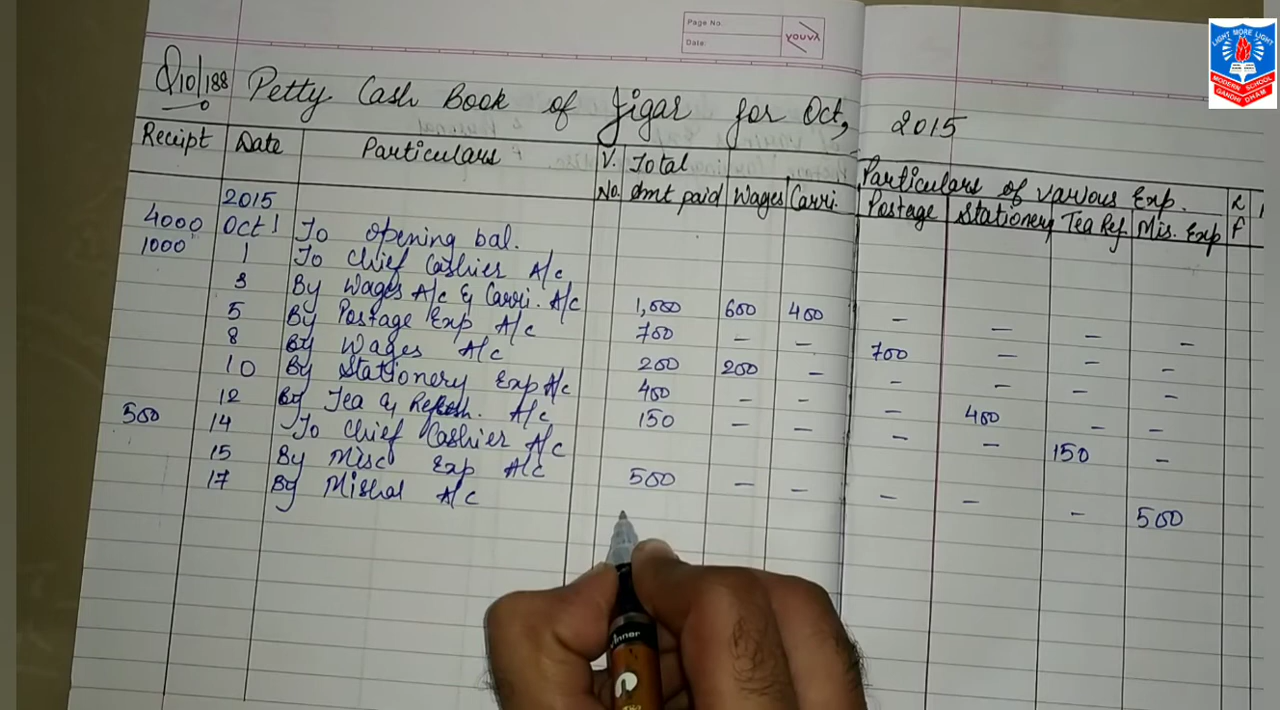 Page No.
Date:
youva
LIGHT MORE LIGHT
MODERN SCHOOL
GANDHIDHAM
Q10/188 Petty Cash Book of Jigar for Oct, 2015
Receipt Date Particulars V. No. Total Amt paid Wages Carri. Particulars of various Exp. L F
Postage Stationery Tea Ref Mis. Exp
2015
4000 Oct 1 To opening bal.
1000 1 To Chief Cashier A/c
3 By Wages A/c & Carri. A/c 1,000 600 400 – – – –
5 By Postage Exp A/c 700 – – 700 – – –
8 By Wages A/c 200 200 – – – – –
10 By Stationery Exp A/c 400 – – – 400 – –
12 By Tea & Refresh. A/c 150 – – – – 150 –
500 14 To Chief Cashier A/c
15 By Misc Exp A/c 500 – – – – – 500
17 By Mishal A/c